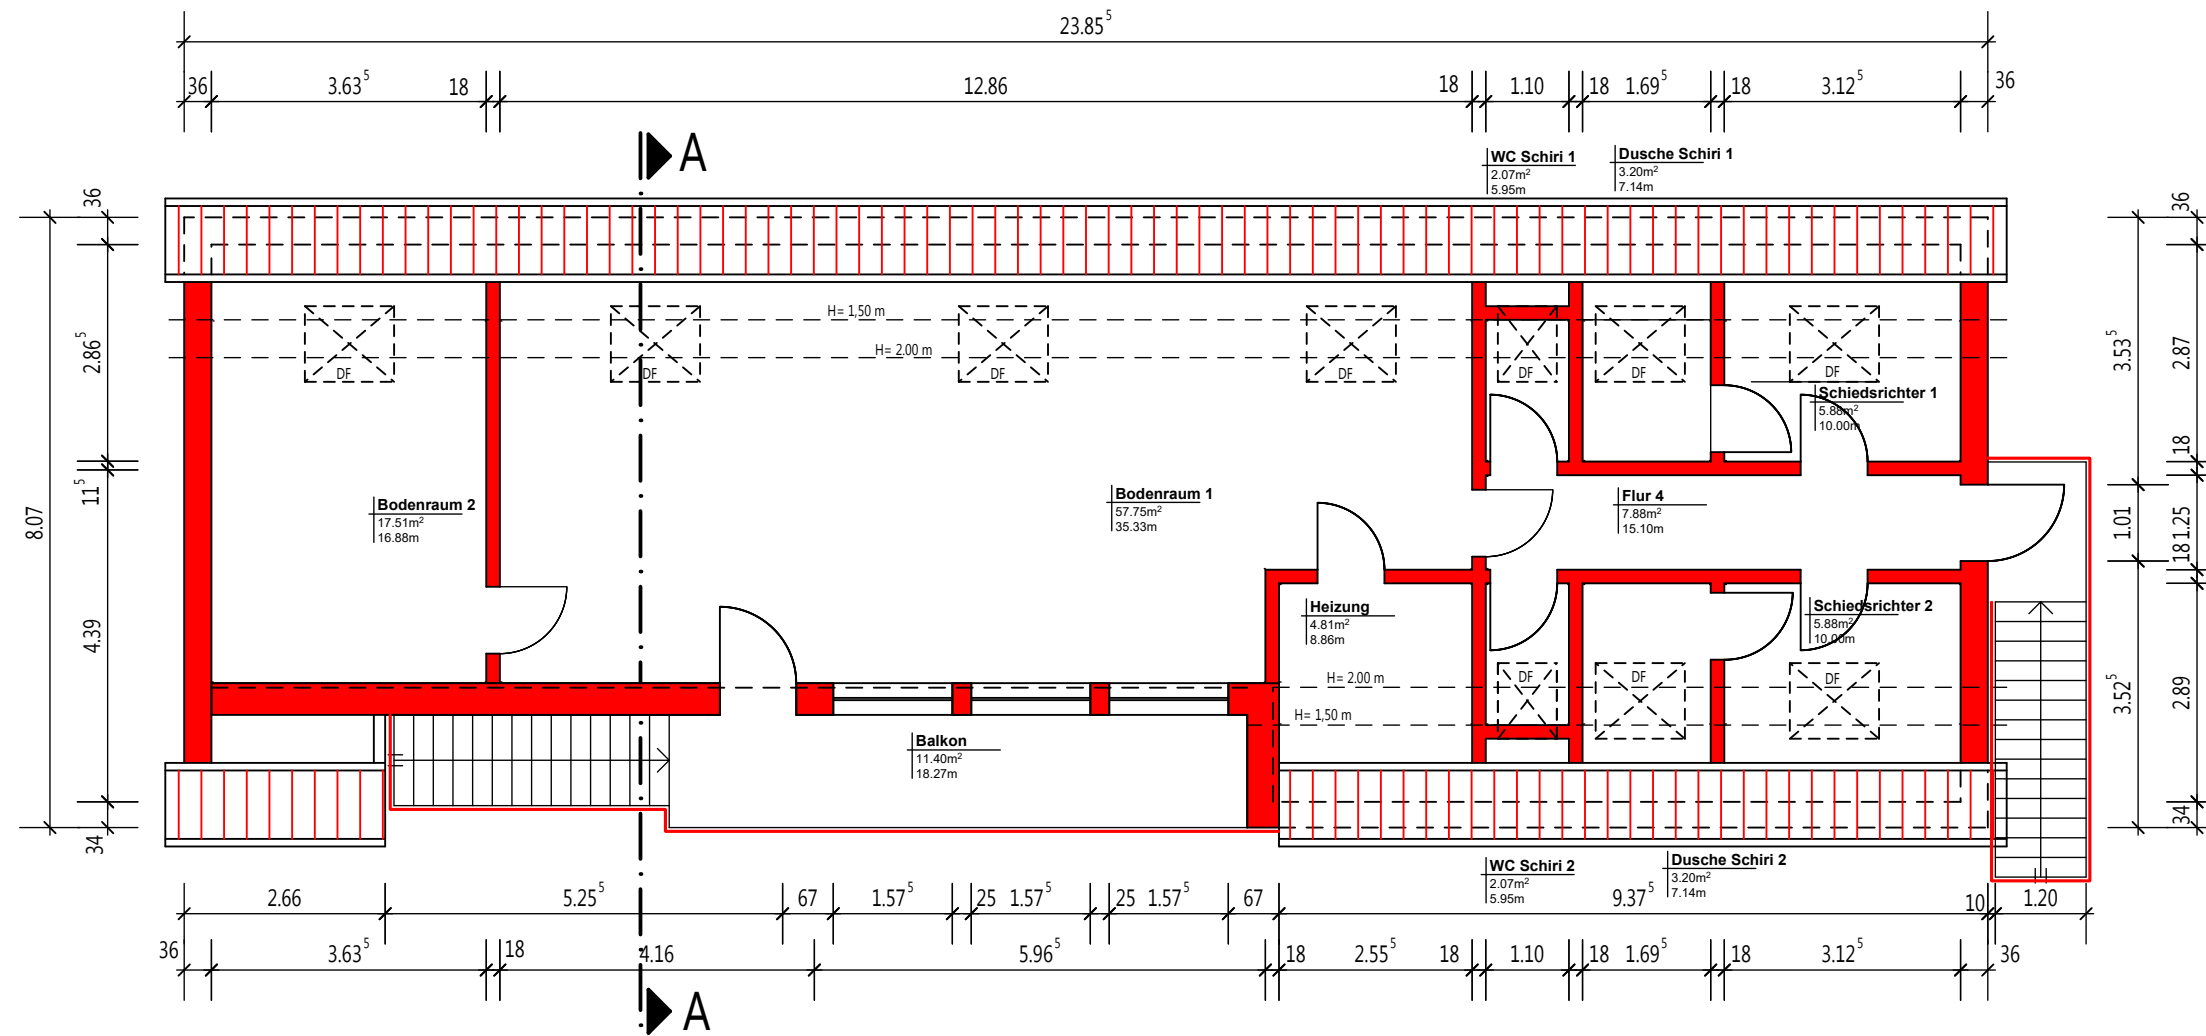 23.85⁵
36 3.63⁵ 18 12.86 18 1.10 18 1.69⁵ 18 3.12⁵ 36
A
WC Schiri 1
2.07m²
5.95m
Dusche Schiri 1
3.20m²
7.14m
36
2.86⁵
11⁵
4.39
34
8.07
36
2.87
18
1.25
18
2.89
34
3.53⁵
1.01
3.52⁵
H= 1,50 m
H= 2.00 m
DF DF DF DF DF DF DF
Schiedsrichter 1
5.88m²
10.00m
Bodenraum 2
17.51m²
16.88m
Bodenraum 1
57.75m²
35.33m
Flur 4
7.88m²
15.10m
Heizung
4.81m²
8.86m
Schiedsrichter 2
5.88m²
10.00m
H= 2.00 m
H= 1,50 m
DF DF DF
Balkon
11.40m²
18.27m
WC Schiri 2
2.07m²
5.95m
Dusche Schiri 2
3.20m²
7.14m
2.66 5.25⁵ 67 1.57⁵ 25 1.57⁵ 25 1.57⁵ 67 9.37⁵ 10 1.20
36 3.63⁵ 18 4.16 5.96⁵ 18 2.55⁵ 18 1.10 18 1.69⁵ 18 3.12⁵ 36
A